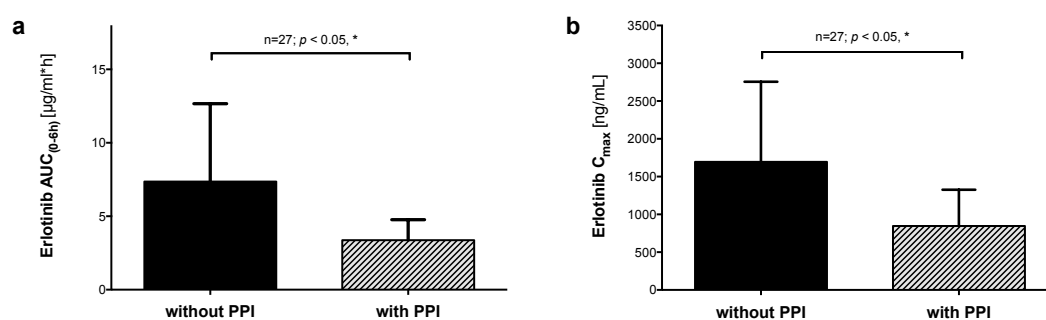 a
n=27; p < 0.05, *
Erlotinib AUC(0-6h) [µg/ml*h]
15
10
5
0
without PPI
with PPI
b
n=27; p < 0.05, *
Erlotinib Cmax [ng/mL]
3500
3000
2500
2000
1500
1000
500
0
without PPI
with PPI